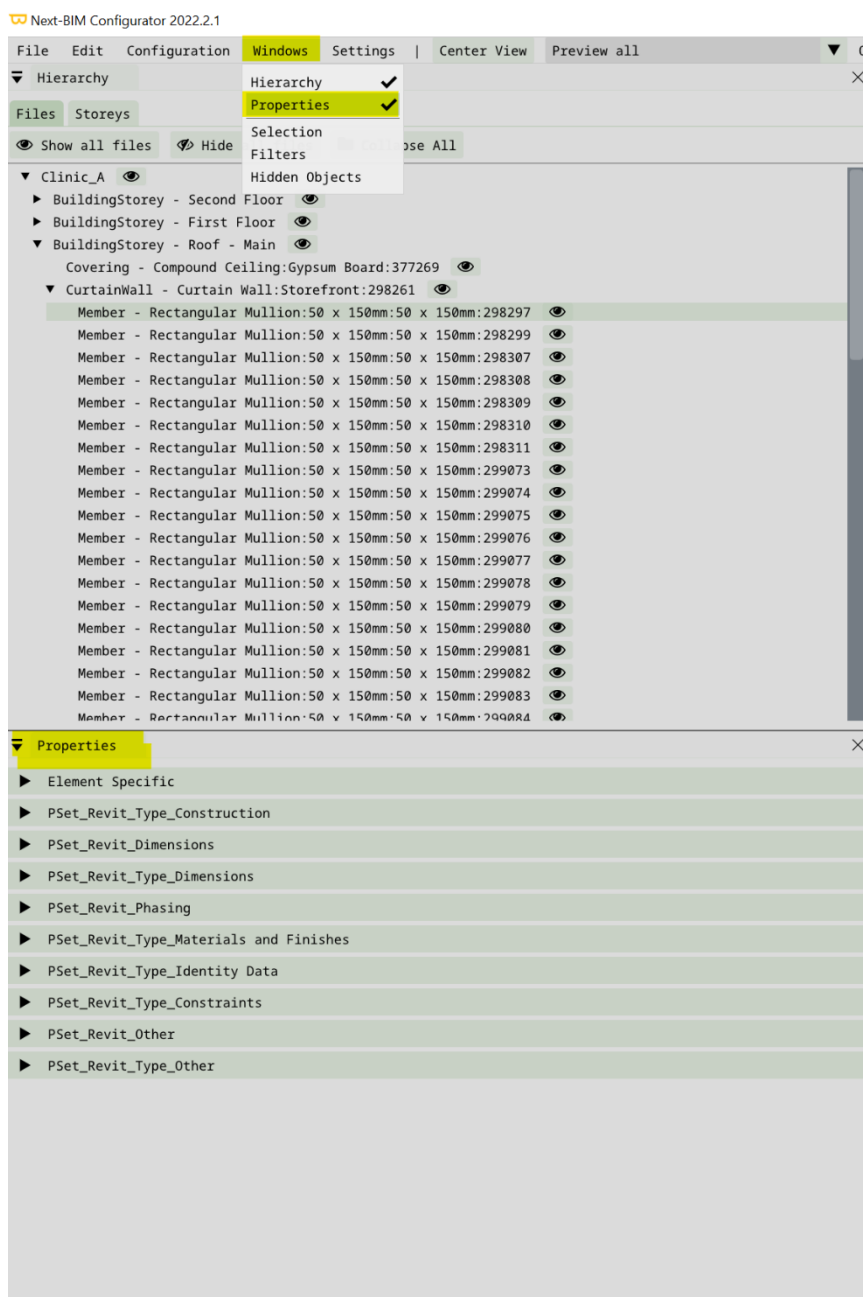 Next-BIM Configurator 2022.2.1
File Edit Configuration Windows Settings | Center View Preview all
Hierarchy
Hierarchy
Properties
Selection
Filters
Hidden Objects
Files Storeys
Show all files Hide All
Clinic_A
BuildingStorey - Second Floor
BuildingStorey - First Floor
BuildingStorey - Roof - Main
Covering - Compound Ceiling:Gypsum Board:377269
CurtainWall - Curtain Wall:Storefront:298261
Member - Rectangular Mullion:50 x 150mm:50 x 150mm:298297
Member - Rectangular Mullion:50 x 150mm:50 x 150mm:298299
Member - Rectangular Mullion:50 x 150mm:50 x 150mm:298307
Member - Rectangular Mullion:50 x 150mm:50 x 150mm:298308
Member - Rectangular Mullion:50 x 150mm:50 x 150mm:298309
Member - Rectangular Mullion:50 x 150mm:50 x 150mm:298310
Member - Rectangular Mullion:50 x 150mm:50 x 150mm:298311
Member - Rectangular Mullion:50 x 150mm:50 x 150mm:299073
Member - Rectangular Mullion:50 x 150mm:50 x 150mm:299074
Member - Rectangular Mullion:50 x 150mm:50 x 150mm:299075
Member - Rectangular Mullion:50 x 150mm:50 x 150mm:299076
Member - Rectangular Mullion:50 x 150mm:50 x 150mm:299077
Member - Rectangular Mullion:50 x 150mm:50 x 150mm:299078
Member - Rectangular Mullion:50 x 150mm:50 x 150mm:299079
Member - Rectangular Mullion:50 x 150mm:50 x 150mm:299080
Member - Rectangular Mullion:50 x 150mm:50 x 150mm:299081
Member - Rectangular Mullion:50 x 150mm:50 x 150mm:299082
Member - Rectangular Mullion:50 x 150mm:50 x 150mm:299083
Member - Rectangular Mullion:50 x 150mm:50 x 150mm:299084
Properties
Element Specific
PSet_Revit_Type_Construction
PSet_Revit_Dimensions
PSet_Revit_Type_Dimensions
PSet_Revit_Phasing
PSet_Revit_Type_Materials and Finishes
PSet_Revit_Type_Identity Data
PSet_Revit_Type_Constraints
PSet_Revit_Other
PSet_Revit_Type_Other